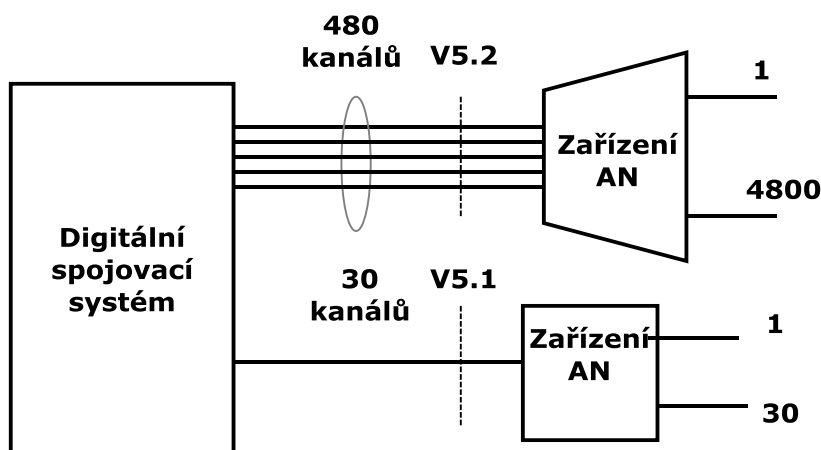 480
kanálů
V5.2
1
Zařízení
AN
4800
Digitální
spojovací
systém
30
kanálů
V5.1
Zařízení
AN
1
30